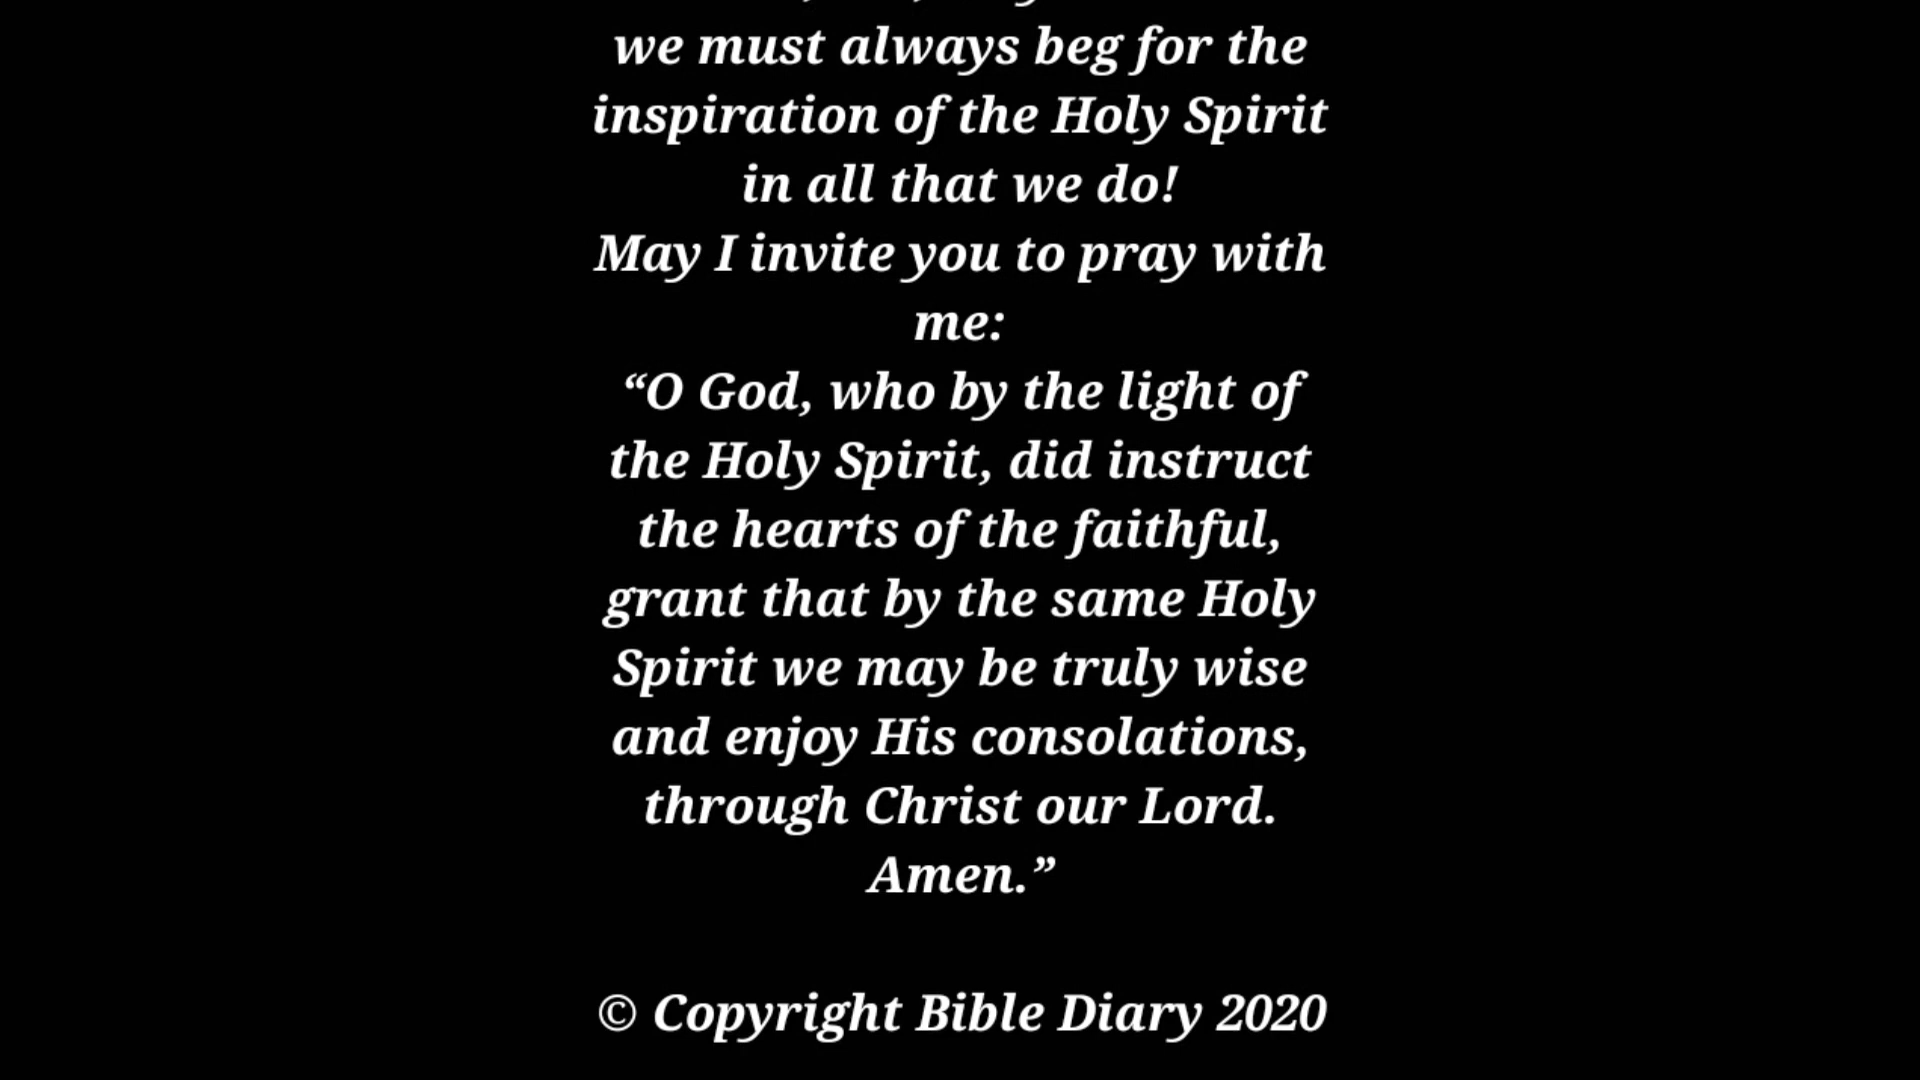 we must always beg for the
inspiration of the Holy Spirit
in all that we do!
May I invite you to pray with
me:
“O God, who by the light of
the Holy Spirit, did instruct
the hearts of the faithful,
grant that by the same Holy
Spirit we may be truly wise
and enjoy His consolations,
through Christ our Lord.
Amen.”
© Copyright Bible Diary 2020